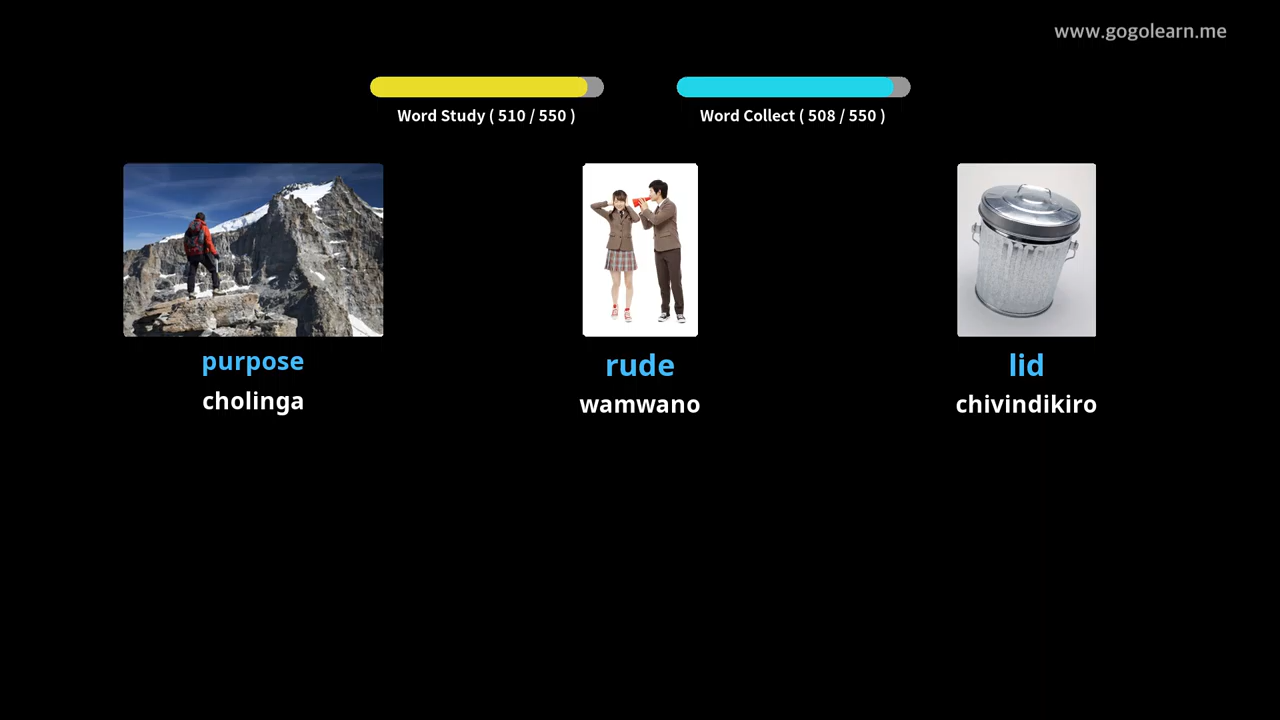 www.gogolearn.me
Word Study ( 510 / 550 )
Word Collect ( 508 / 550 )
purpose
cholinga
rude
wamwano
lid
chivindikiro